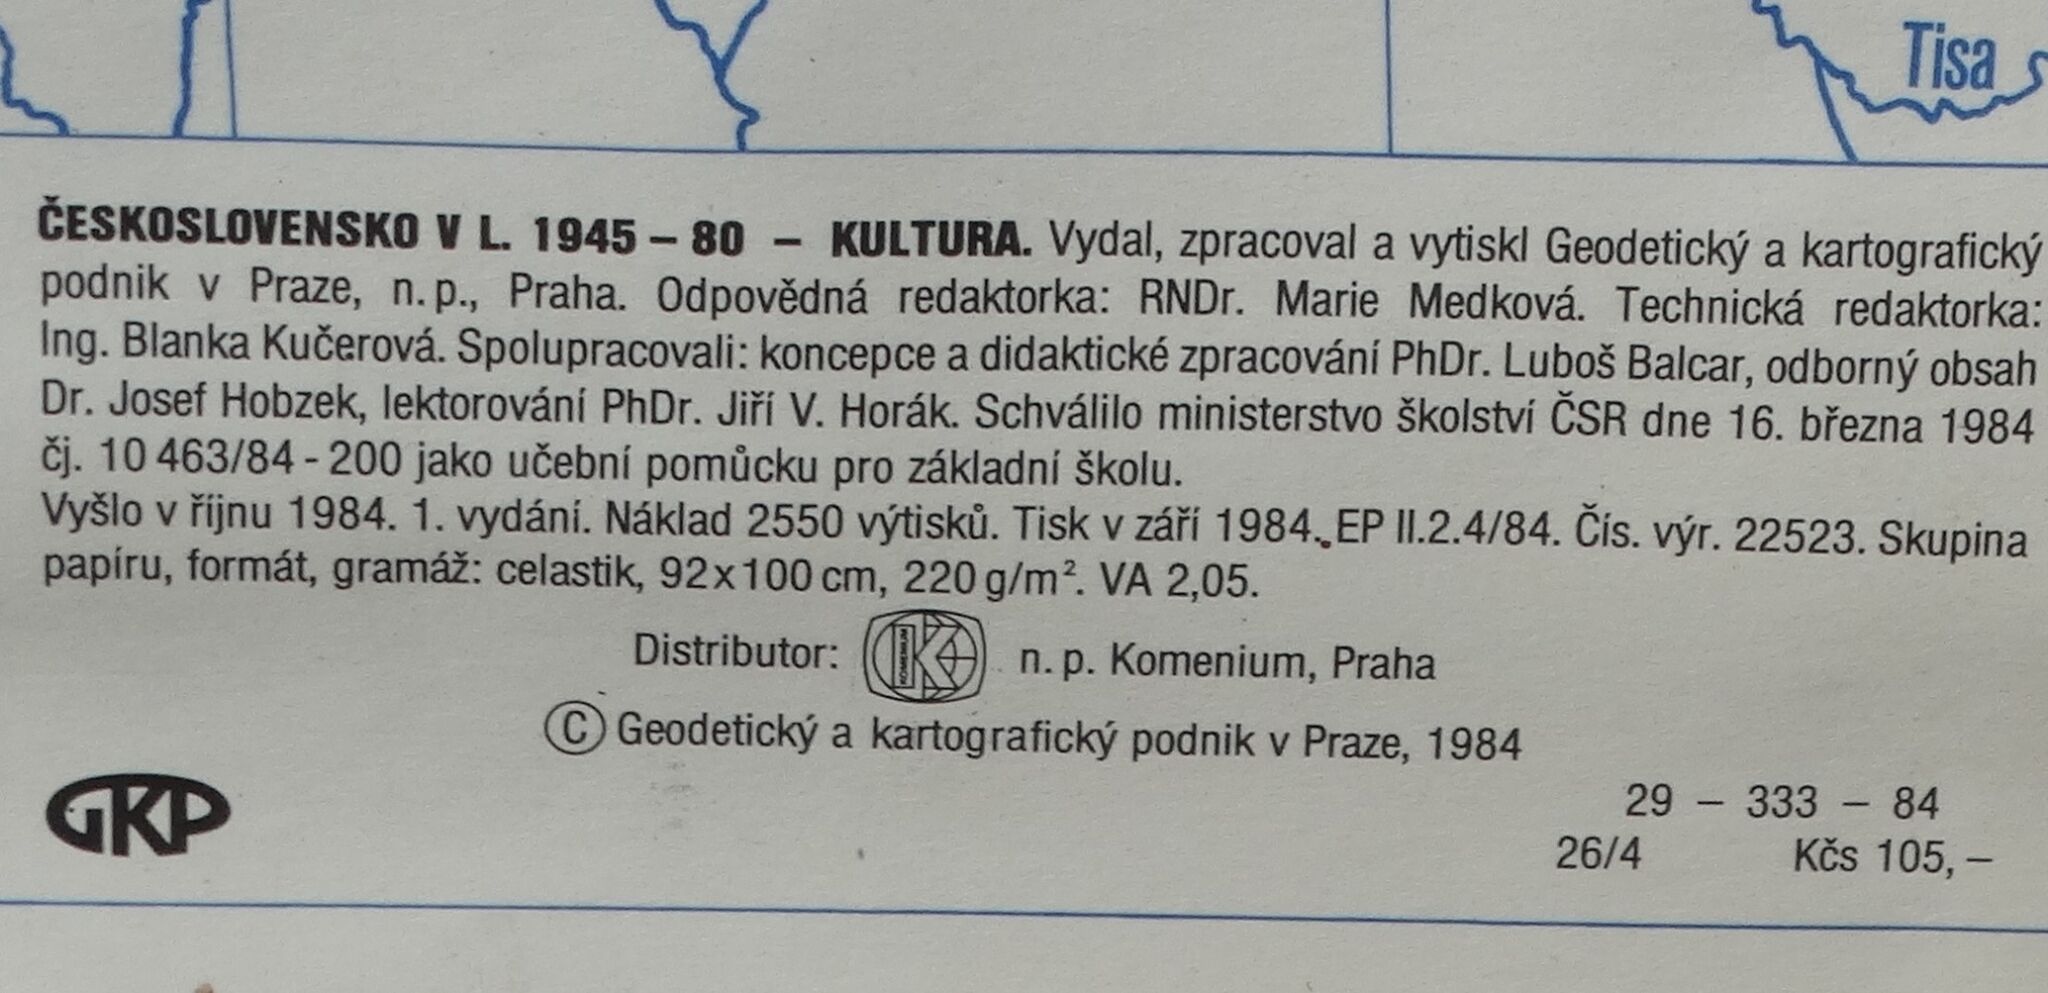 Tisa
ČESKOSLOVENSKO V L. 1945 – 80 – KULTURA. Vydal, zpracoval a vytiskl Geodetický a kartografický
podnik v Praze, n. p., Praha. Odpovědná redaktorka: RNDr. Marie Medková. Technická redaktorka:
Ing. Blanka Kučerová. Spolupracovali: koncepce a didaktické zpracování PhDr. Luboš Balcar, odborný obsah
Dr. Josef Hobzek, lektorování PhDr. Jiří V. Horák. Schválilo ministerstvo školství ČSR dne 16. března 1984
čj. 10 463/84 - 200 jako učební pomůcku pro základní školu.
Vyšlo v říjnu 1984. 1. vydání. Náklad 2550 výtisků. Tisk v září 1984. EP II.2.4/84. Čís. výr. 22523. Skupina
papíru, formát, gramáž: celastik, 92x100 cm, 220 g/m². VA 2,05.
Distributor: KOMENIUM K n. p. Komenium, Praha
© Geodetický a kartografický podnik v Praze, 1984
GKP
29 – 333 – 84
26/4 Kčs 105,–